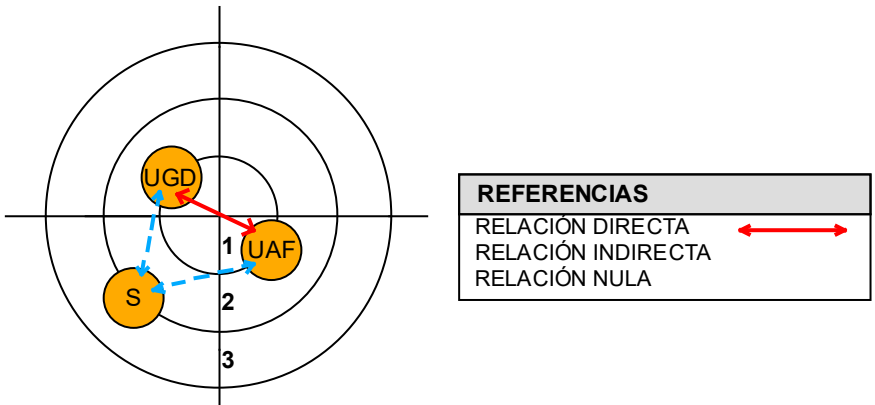 UGD
UAF
S
1
2
3
REFERENCIAS
RELACIÓN DIRECTA
RELACIÓN INDIRECTA
RELACIÓN NULA